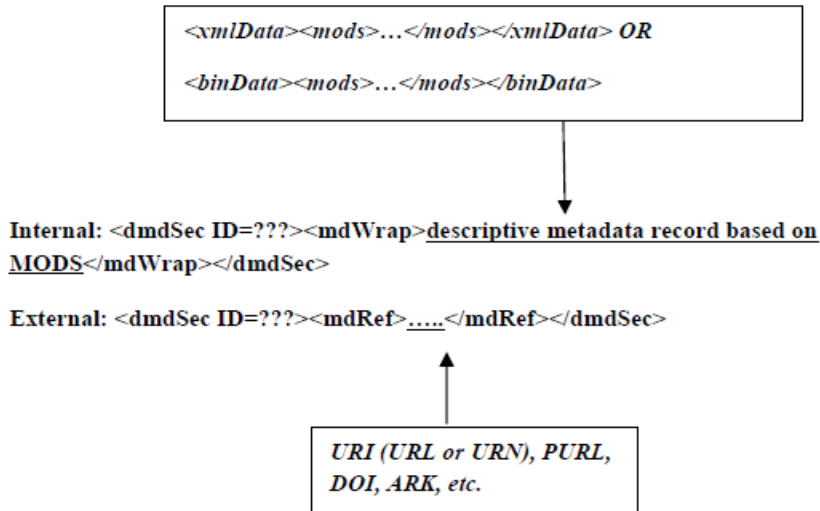 <xmlData><mods>…</mods></xmlData> OR
<binData><mods>…</mods></binData>
Internal: <dmdSec ID=???><mdWrap>descriptive metadata record based on
MODS</mdWrap></dmdSec>
External: <dmdSec ID=???><mdRef>…..</mdRef></dmdSec>
URI (URL or URN), PURL,
DOI, ARK, etc.